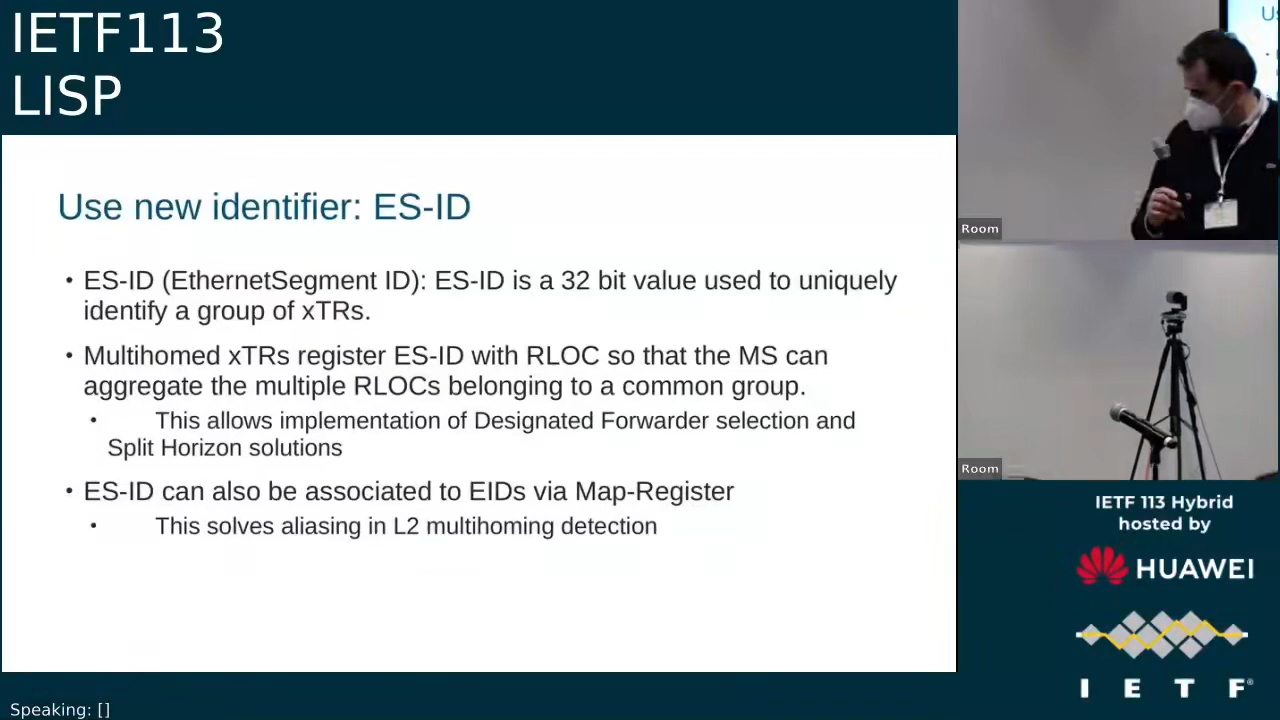 IETF113
LISP
Use new identifier: ES-ID
• ES-ID (EthernetSegment ID): ES-ID is a 32 bit value used to uniquely
identify a group of xTRs.
• Multihomed xTRs register ES-ID with RLOC so that the MS can
aggregate the multiple RLOCs belonging to a common group.
• This allows implementation of Designated Forwarder selection and
Split Horizon solutions
• ES-ID can also be associated to EIDs via Map-Register
• This solves aliasing in L2 multihoming detection
Room
Room
IETF 113 Hybrid
hosted by
HUAWEI
I E T F®
Speaking: []